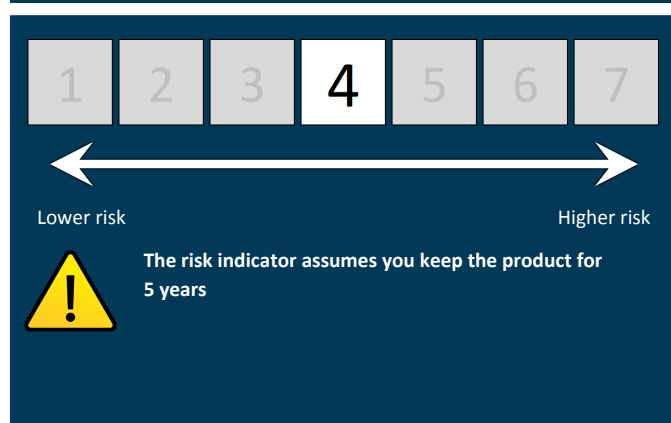 1 2 3 4 5 6 7
Lower risk Higher risk
The risk indicator assumes you keep the product for
5 years